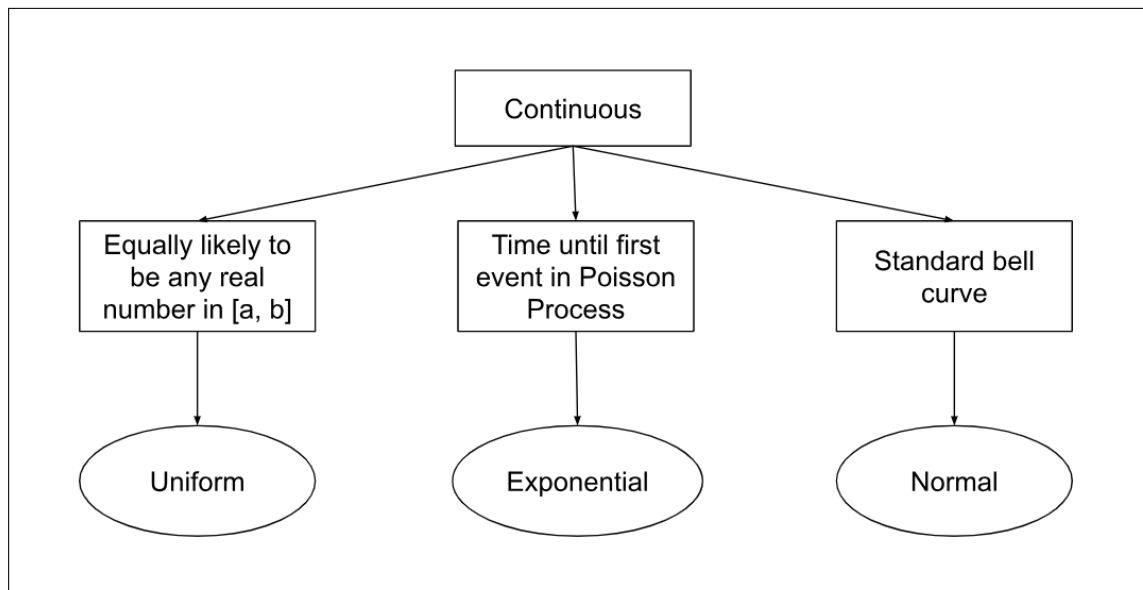 Continuous
Equally likely to
be any real
number in [a, b]
Time until first
event in Poisson
Process
Standard bell
curve
Uniform
Exponential
Normal